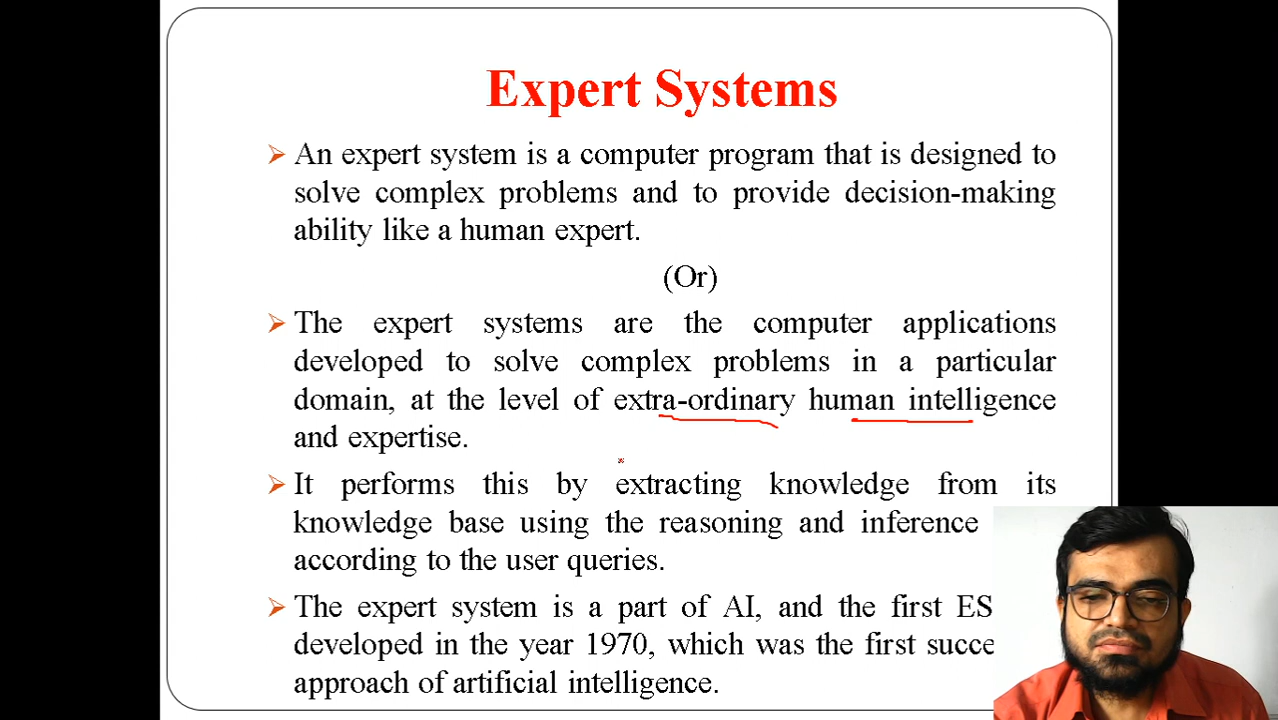 Expert Systems
➢ An expert system is a computer program that is designed to
solve complex problems and to provide decision-making
ability like a human expert.
(Or)
➢ The expert systems are the computer applications
developed to solve complex problems in a particular
domain, at the level of extra-ordinary human intelligence
and expertise.
➢ It performs this by extracting knowledge from its
knowledge base using the reasoning and inference
according to the user queries.
➢ The expert system is a part of AI, and the first ES
developed in the year 1970, which was the first
approach of artificial intelligence.